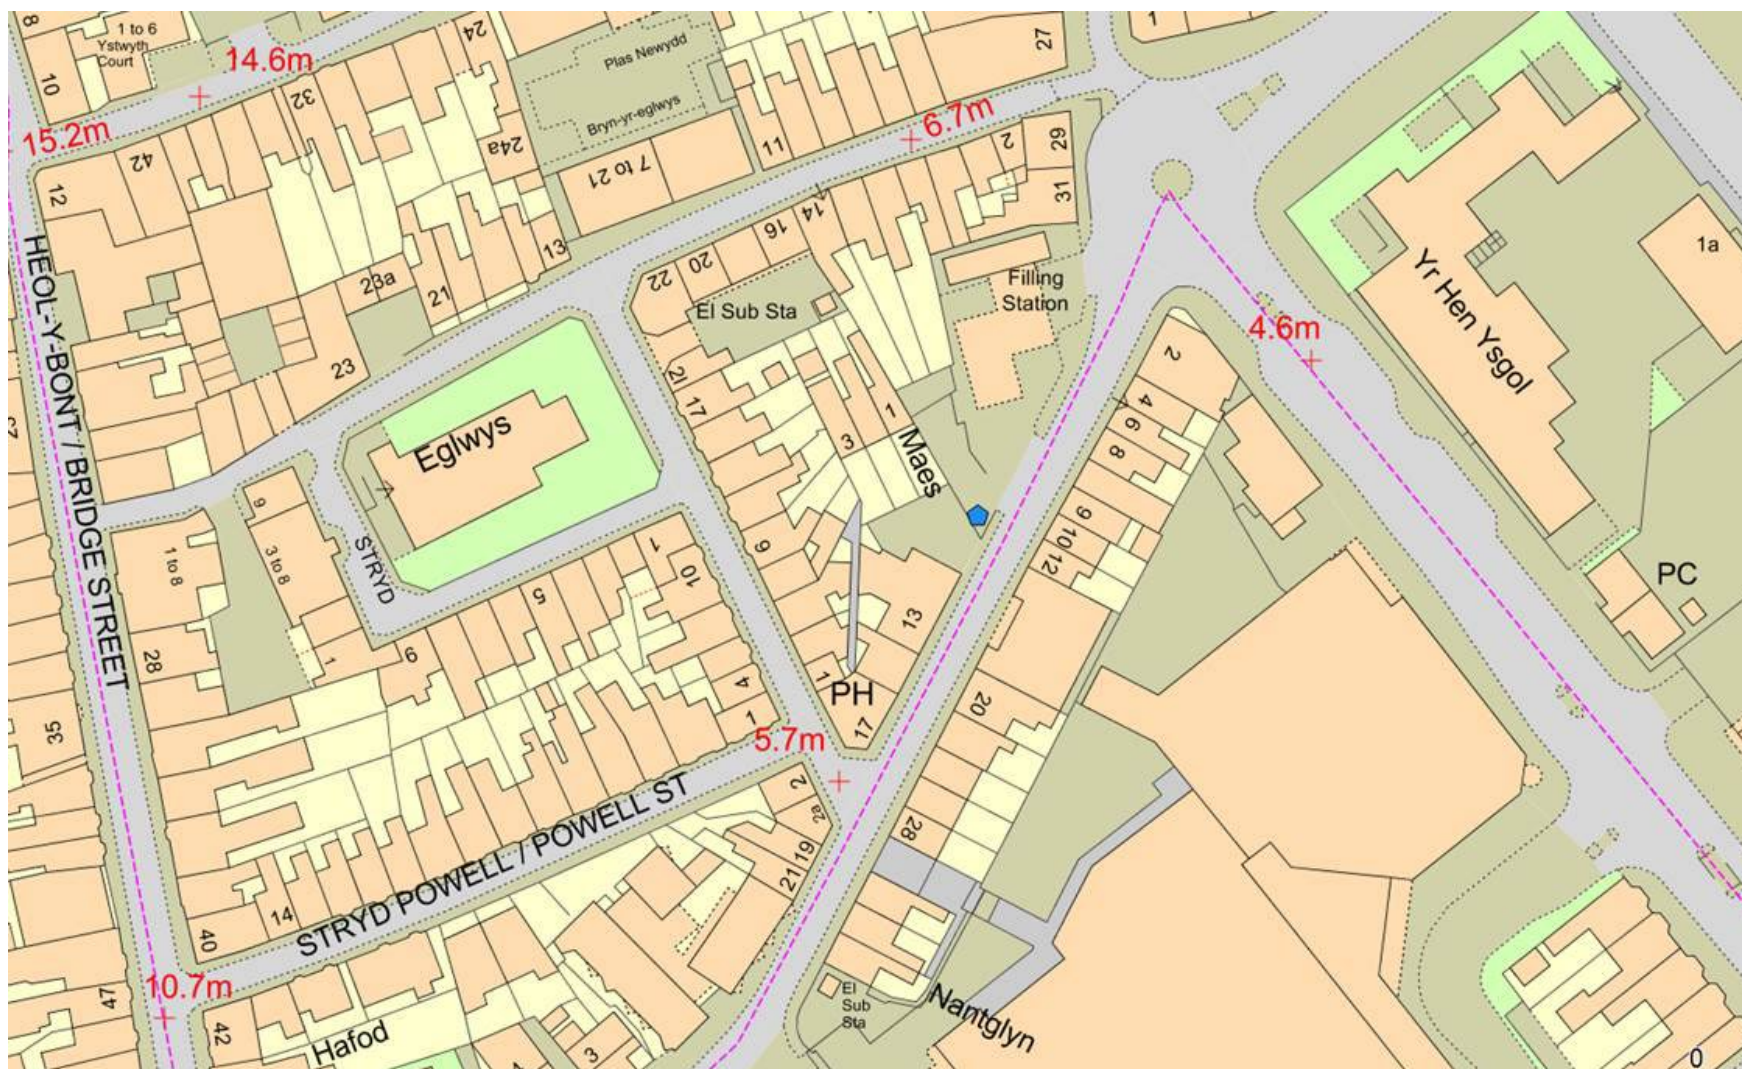 8
1 to 6
Ystwyth
Court
10
14.6m
24
Plas Newydd
27
1
32
15.2m
6.7m
Bryn-yr-eglwys
42
24a
11
2
29
12
7 to 21
31
14
16
13
23a
21
20
22
Filling
Station
El Sub Sta
Yr Hen Ysgol
1a
4.6m
HEOL-Y-BONT / BRIDGE STREET
23
21
17
1
3
Maes
2
4
6
8
Eglwys
9
3 to 8
1 to 8
STRYD
1
10
5
9
9
10
12
PC
13
28
1
6
4
1
1
PH
17
20
35
5.7m
2
2a
19
21
28
STRYD POWELL / POWELL ST
14
40
47
10.7m
42
Hafod
3
El
Sub
Sta
Nantglyn
0